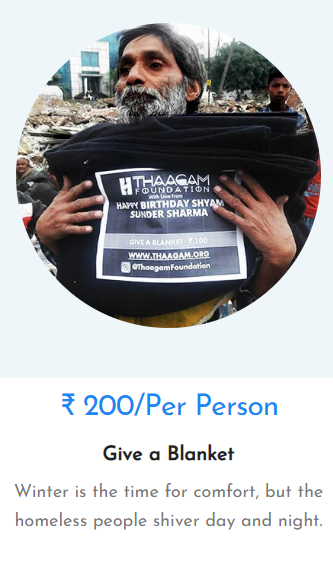 THAAGAM
FOUNDATION
With Love From
HAPPY BIRTHDAY SHYAM
SUNDER SHARMA
GIVE A BLANKET - ₹ 200
WWW.THAAGAM.ORG
@ThaagamFoundation
₹ 200/Per Person
Give a Blanket
Winter is the time for comfort, but the
homeless people shiver day and night.